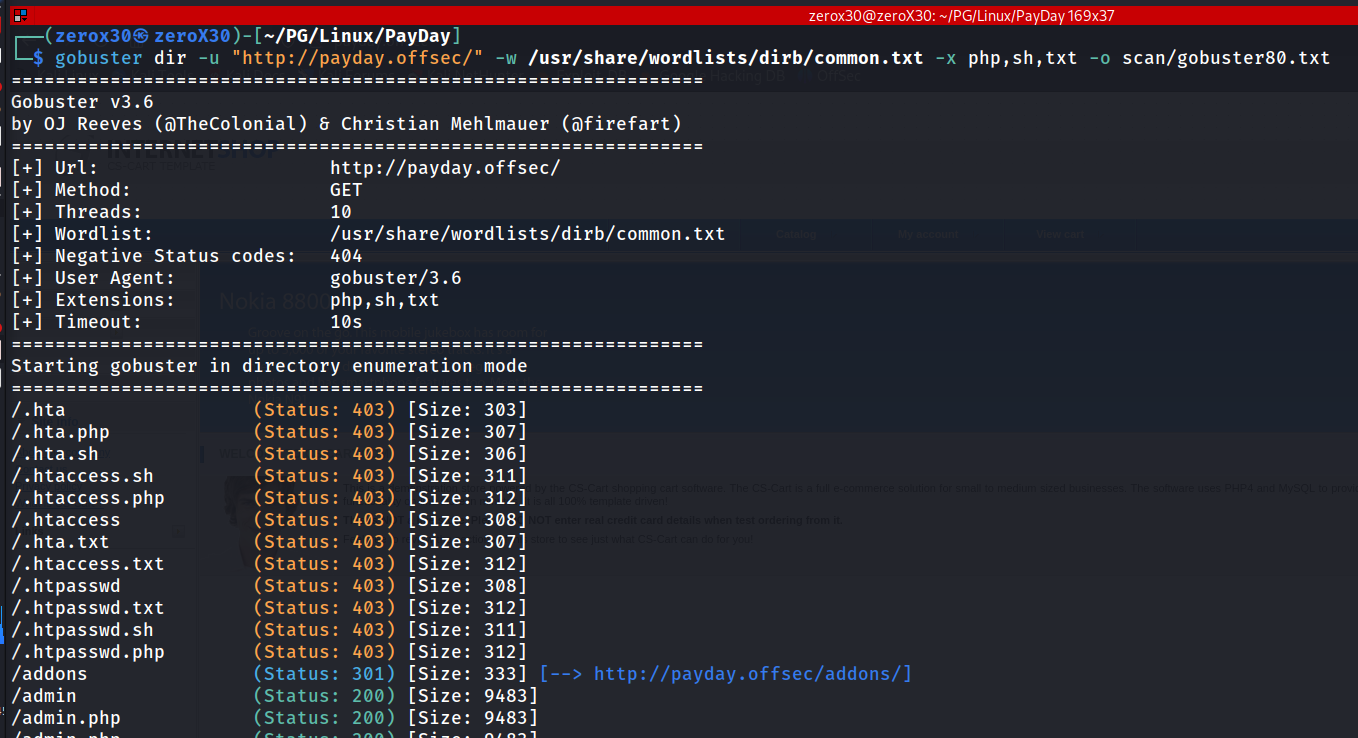 zerox30@zeroX30: ~/PG/Linux/PayDay 169x37
┌──(zerox30㉿zeroX30)-[~/PG/Linux/PayDay]
└─$ gobuster dir -u "http://payday.offsec/" -w /usr/share/wordlists/dirb/common.txt -x php,sh,txt -o scan/gobuster80.txt
===============================================================
Gobuster v3.6
by OJ Reeves (@TheColonial) & Christian Mehlmauer (@firefart)
===============================================================
[+] Url: http://payday.offsec/
[+] Method: GET
[+] Threads: 10
[+] Wordlist: /usr/share/wordlists/dirb/common.txt
[+] Negative Status codes: 404
[+] User Agent: gobuster/3.6
[+] Extensions: php,sh,txt
[+] Timeout: 10s
===============================================================
Starting gobuster in directory enumeration mode
===============================================================
/.hta (Status: 403) [Size: 303]
/.hta.php (Status: 403) [Size: 307]
/.hta.sh (Status: 403) [Size: 306]
/.htaccess.sh (Status: 403) [Size: 311]
/.htaccess.php (Status: 403) [Size: 312]
/.htaccess (Status: 403) [Size: 308]
/.hta.txt (Status: 403) [Size: 307]
/.htaccess.txt (Status: 403) [Size: 312]
/.htpasswd (Status: 403) [Size: 308]
/.htpasswd.txt (Status: 403) [Size: 312]
/.htpasswd.sh (Status: 403) [Size: 311]
/.htpasswd.php (Status: 403) [Size: 312]
/addons (Status: 301) [Size: 333] [--> http://payday.offsec/addons/]
/admin (Status: 200) [Size: 9483]
/admin.php (Status: 200) [Size: 9483]
/admin.php (Status: 200) [Size: 9483]